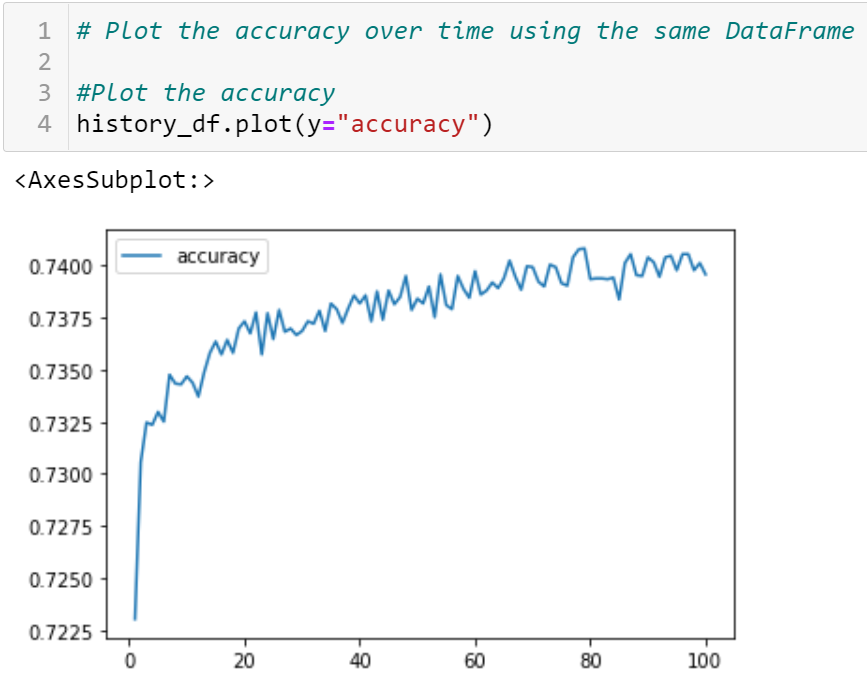 1 # Plot the accuracy over time using the same DataFrame
2
3 #Plot the accuracy
4 history_df.plot(y="accuracy")
<AxesSubplot:>
accuracy
0.7400
0.7375
0.7350
0.7325
0.7300
0.7275
0.7250
0.7225
0 20 40 60 80 100